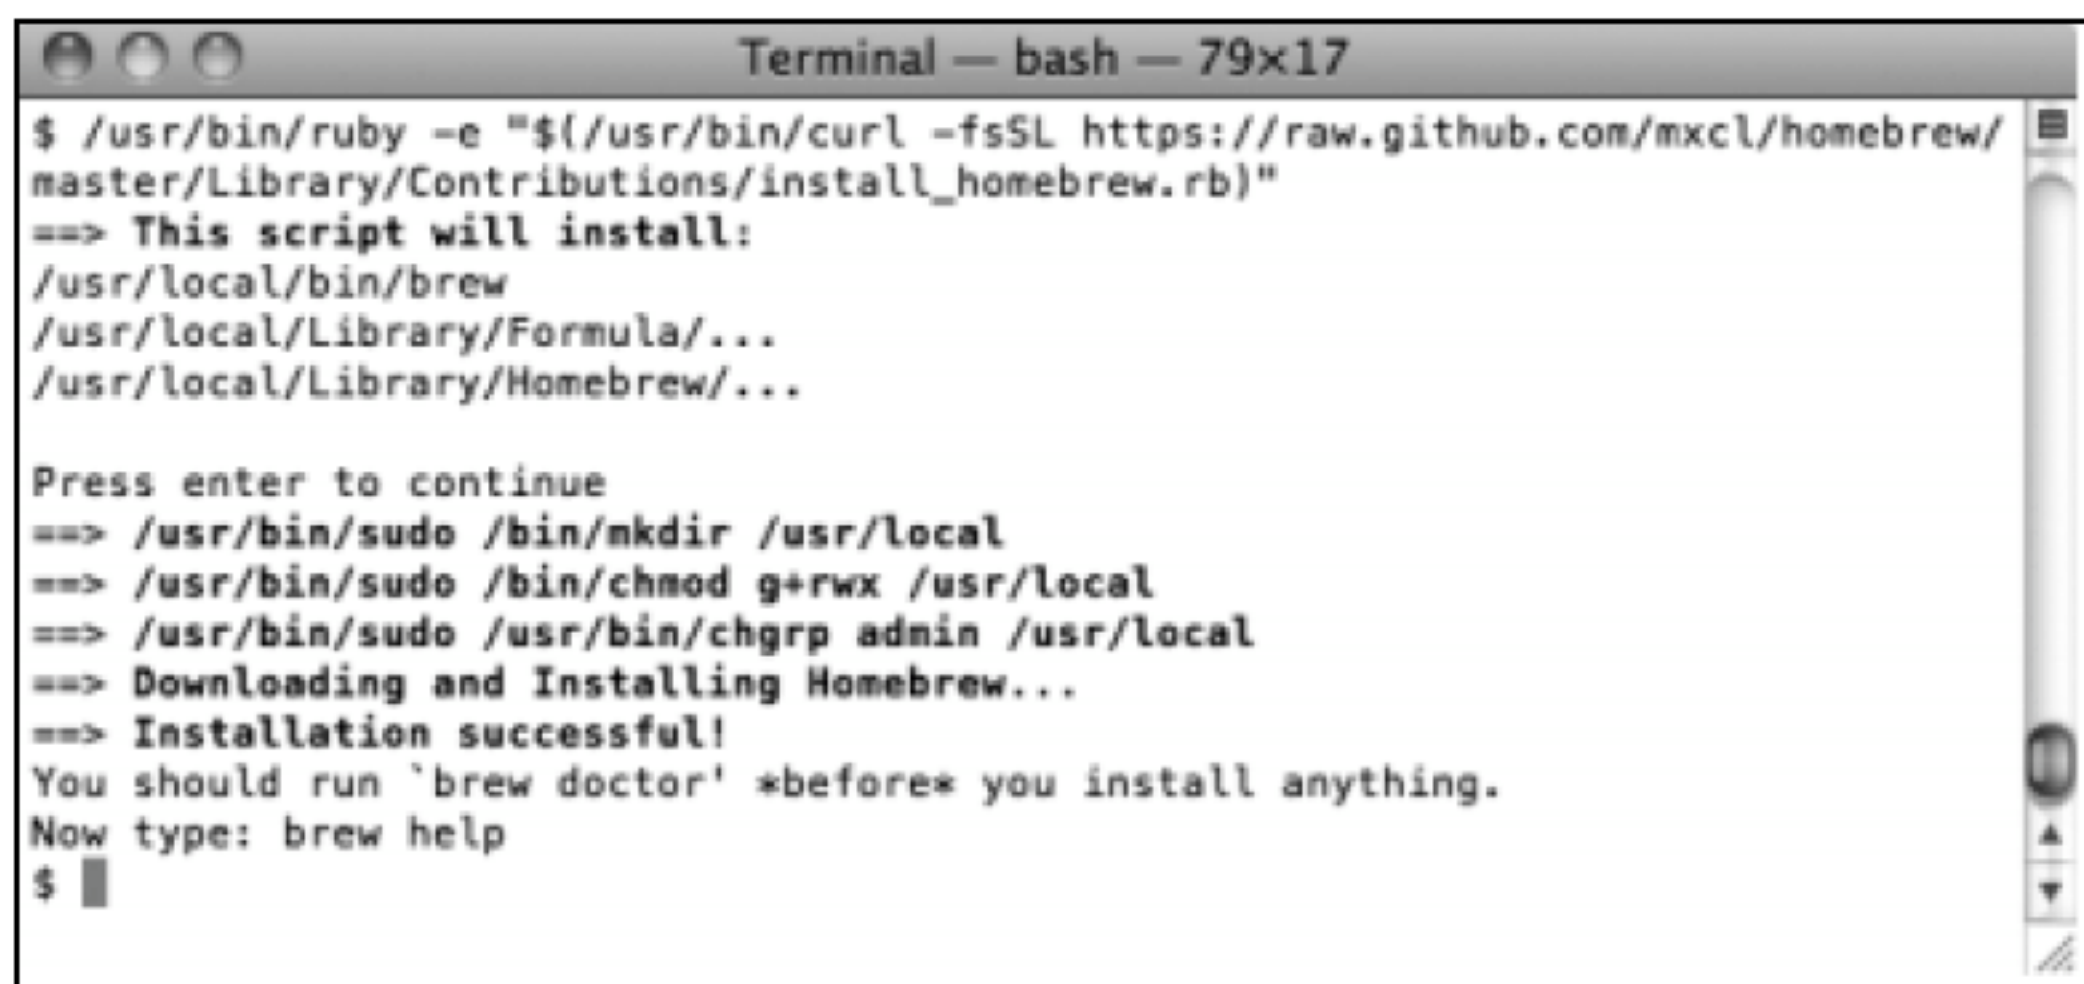 Terminal — bash — 79×17
$ /usr/bin/ruby -e "$(/usr/bin/curl -fsSL https://raw.github.com/mxcl/homebrew/
master/Library/Contributions/install_homebrew.rb)"
==> This script will install:
/usr/local/bin/brew
/usr/local/Library/Formula/...
/usr/local/Library/Homebrew/...
Press enter to continue
==> /usr/bin/sudo /bin/mkdir /usr/local
==> /usr/bin/sudo /bin/chmod g+rwx /usr/local
==> /usr/bin/sudo /usr/bin/chgrp admin /usr/local
==> Downloading and Installing Homebrew...
==> Installation successful!
You should run `brew doctor' *before* you install anything.
Now type: brew help
$